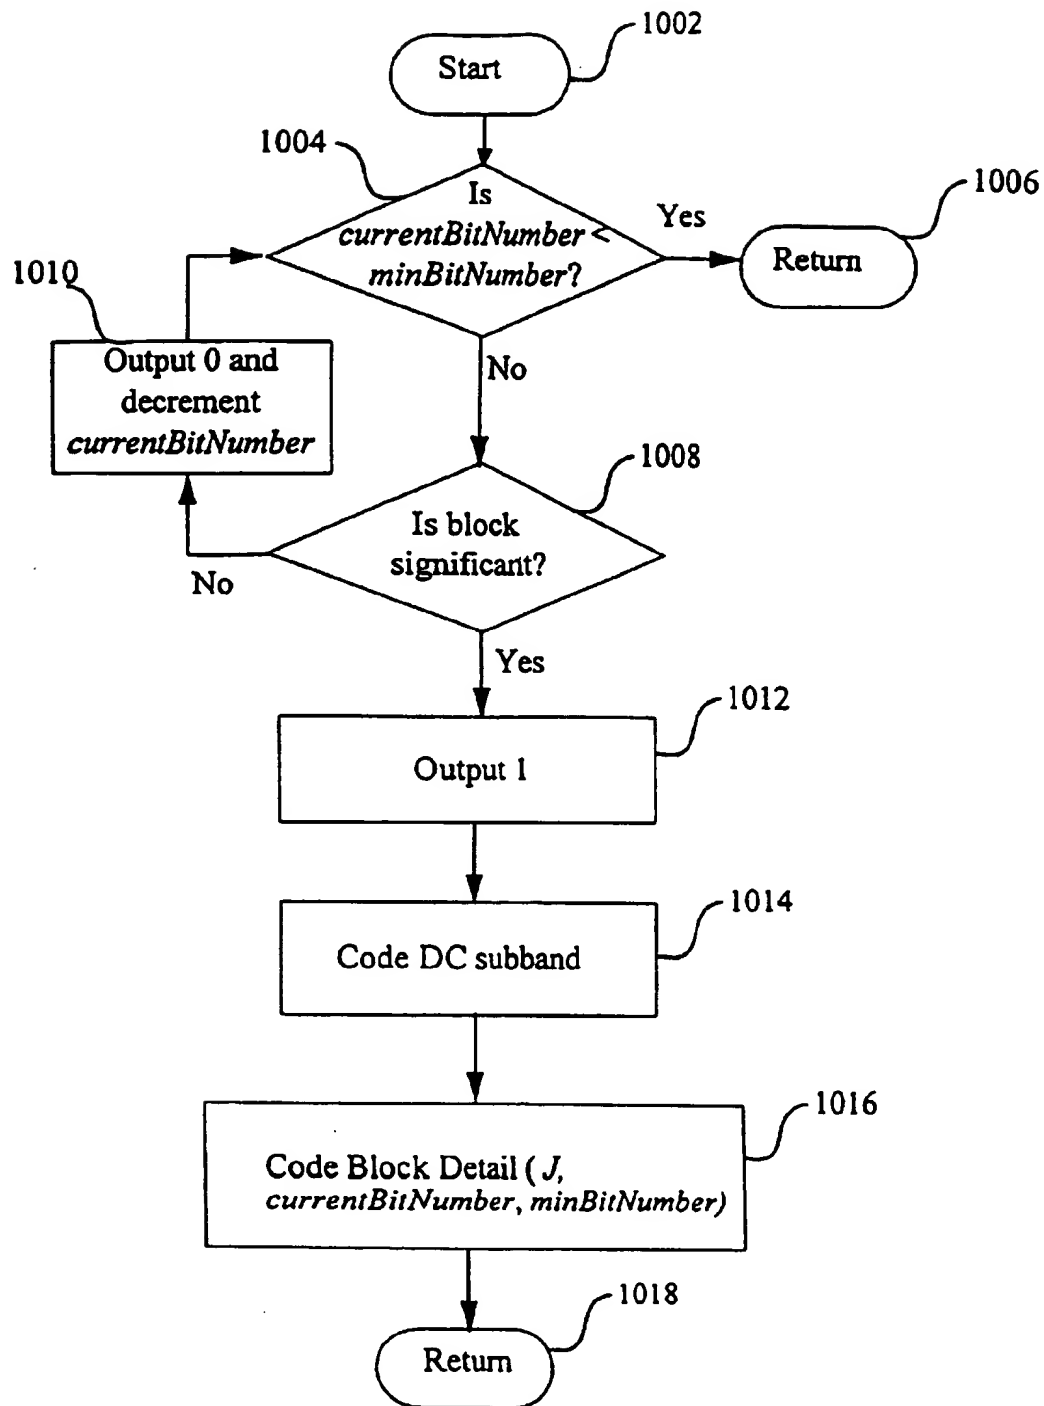 1002
Start
1004
Is
currentBitNumber <
minBitNumber?
Yes
1006
Return
1010
Output 0 and
decrement
currentBitNumber
No
1008
Is block
significant?
No
Yes
1012
Output 1
1014
Code DC subband
1016
Code Block Detail ( J,
currentBitNumber, minBitNumber)
1018
Return